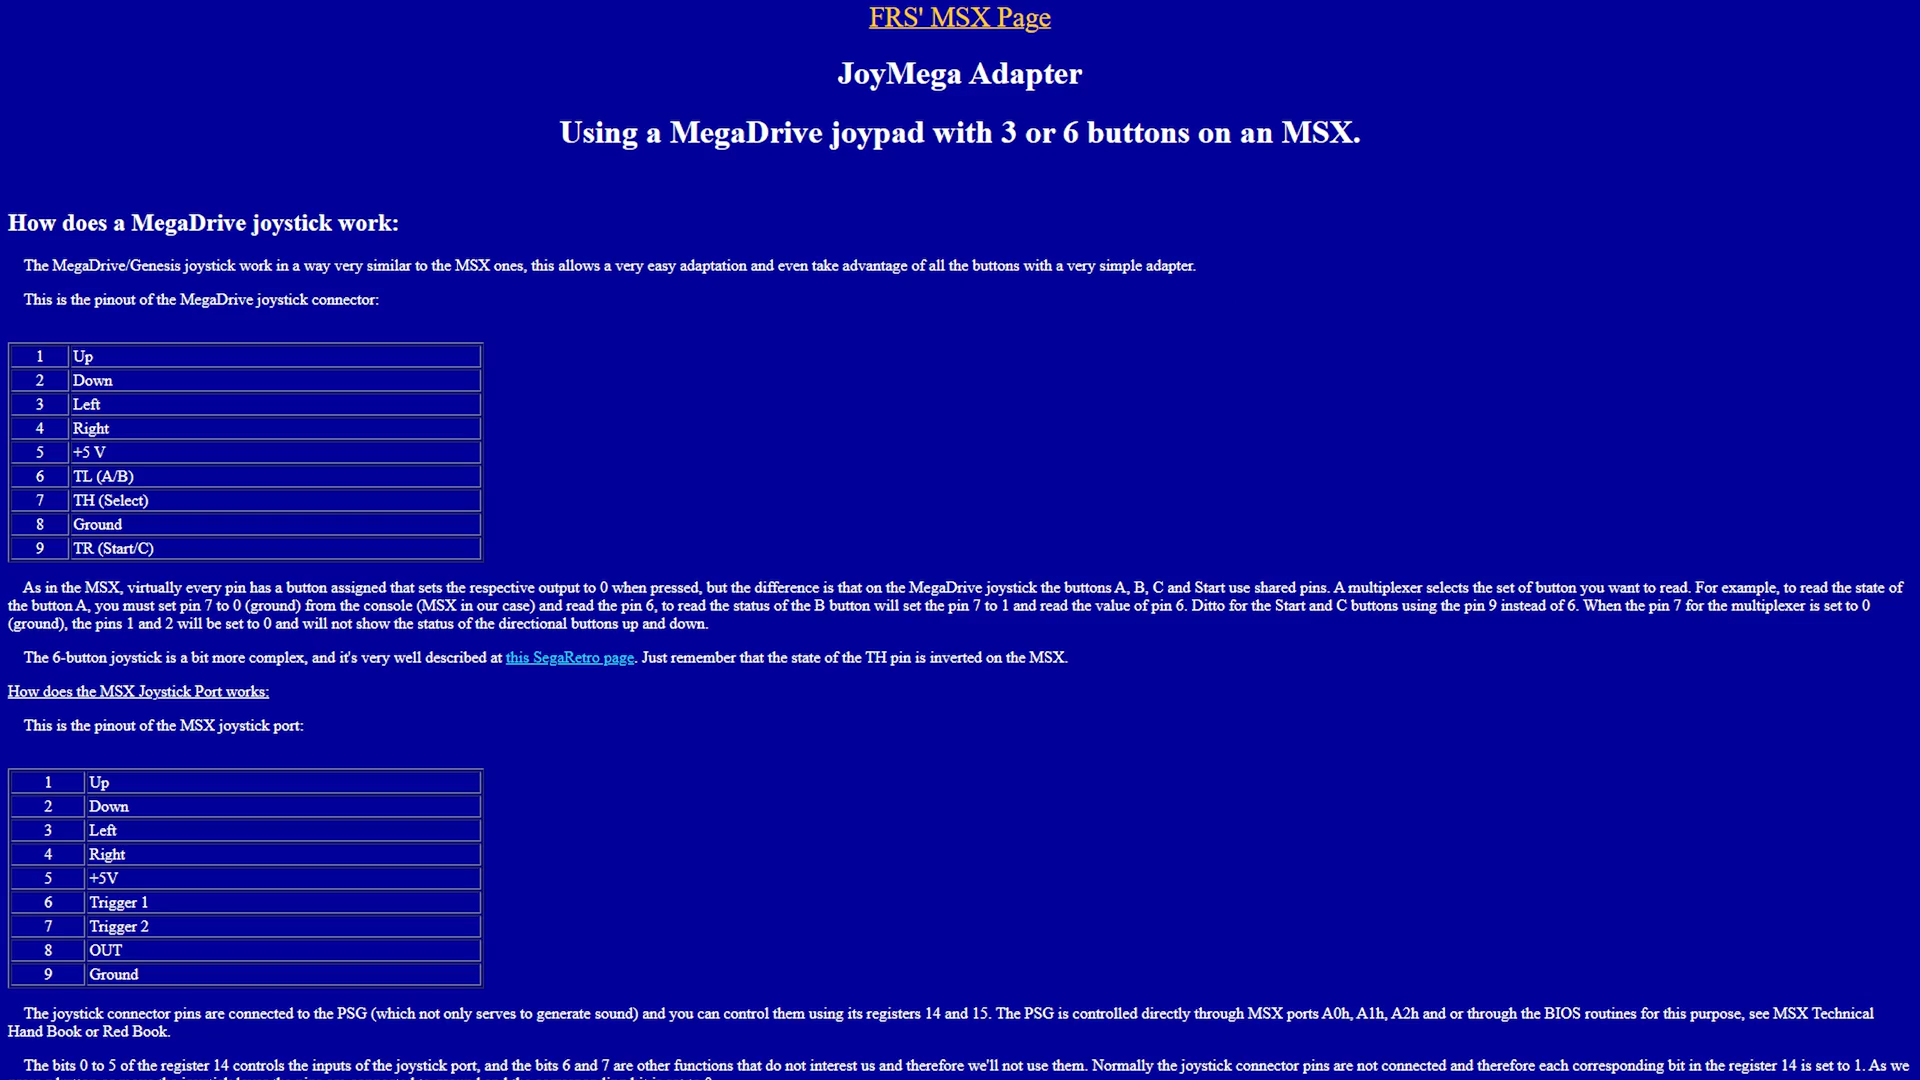 FRS' MSX Page
JoyMega Adapter
Using a MegaDrive joypad with 3 or 6 buttons on an MSX.
How does a MegaDrive joystick work:
The MegaDrive/Genesis joystick work in a way very similar to the MSX ones, this allows a very easy adaptation and even take advantage of all the buttons with a very simple adapter.
This is the pinout of the MegaDrive joystick connector:
1 Up
2 Down
3 Left
4 Right
5 +5 V
6 TL (A/B)
7 TH (Select)
8 Ground
9 TR (Start/C)
As in the MSX, virtually every pin has a button assigned that sets the respective output to 0 when pressed, but the difference is that on the MegaDrive joystick the buttons A, B, C and Start use shared pins. A multiplexer selects the set of button you want to read. For example, to read the state of
the button A, you must set pin 7 to 0 (ground) from the console (MSX in our case) and read the pin 6, to read the status of the B button will set the pin 7 to 1 and read the value of pin 6. Ditto for the Start and C buttons using the pin 9 instead of 6. When the pin 7 for the multiplexer is set to 0
(ground), the pins 1 and 2 will be set to 0 and will not show the status of the directional buttons up and down.
The 6-button joystick is a bit more complex, and it's very well described at this SegaRetro page. Just remember that the state of the TH pin is inverted on the MSX.
How does the MSX Joystick Port works:
This is the pinout of the MSX joystick port:
1 Up
2 Down
3 Left
4 Right
5 +5V
6 Trigger 1
7 Trigger 2
8 OUT
9 Ground
The joystick connector pins are connected to the PSG (which not only serves to generate sound) and you can control them using its registers 14 and 15. The PSG is controlled directly through MSX ports A0h, A1h, A2h and or through the BIOS routines for this purpose, see MSX Technical
Hand Book or Red Book.
The bits 0 to 5 of the register 14 controls the inputs of the joystick port, and the bits 6 and 7 are other functions that do not interest us and therefore we'll not use them. Normally the joystick connector pins are not connected and therefore each corresponding bit in the register 14 is set to 1. As we